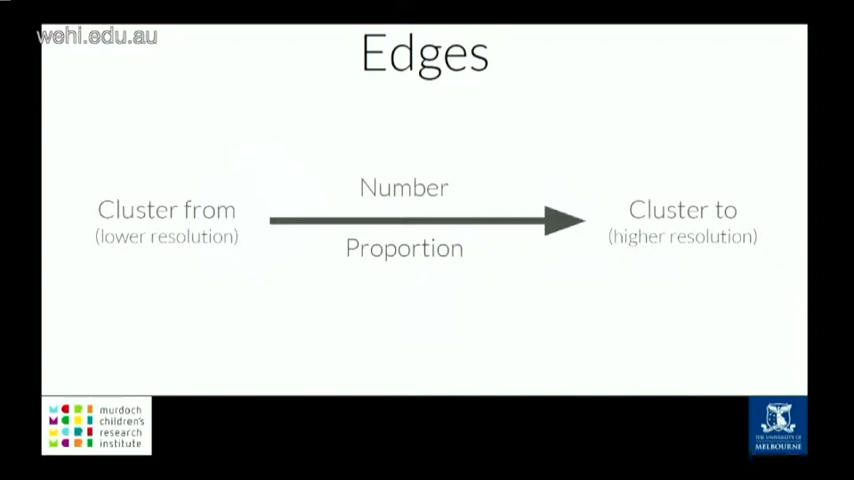 wehi.edu.au
Edges
Number
Cluster from
(lower resolution)
Proportion
Cluster to
(higher resolution)
MCRI
murdoch
children's
research
institute
THE UNIVERSITY OF
MELBOURNE